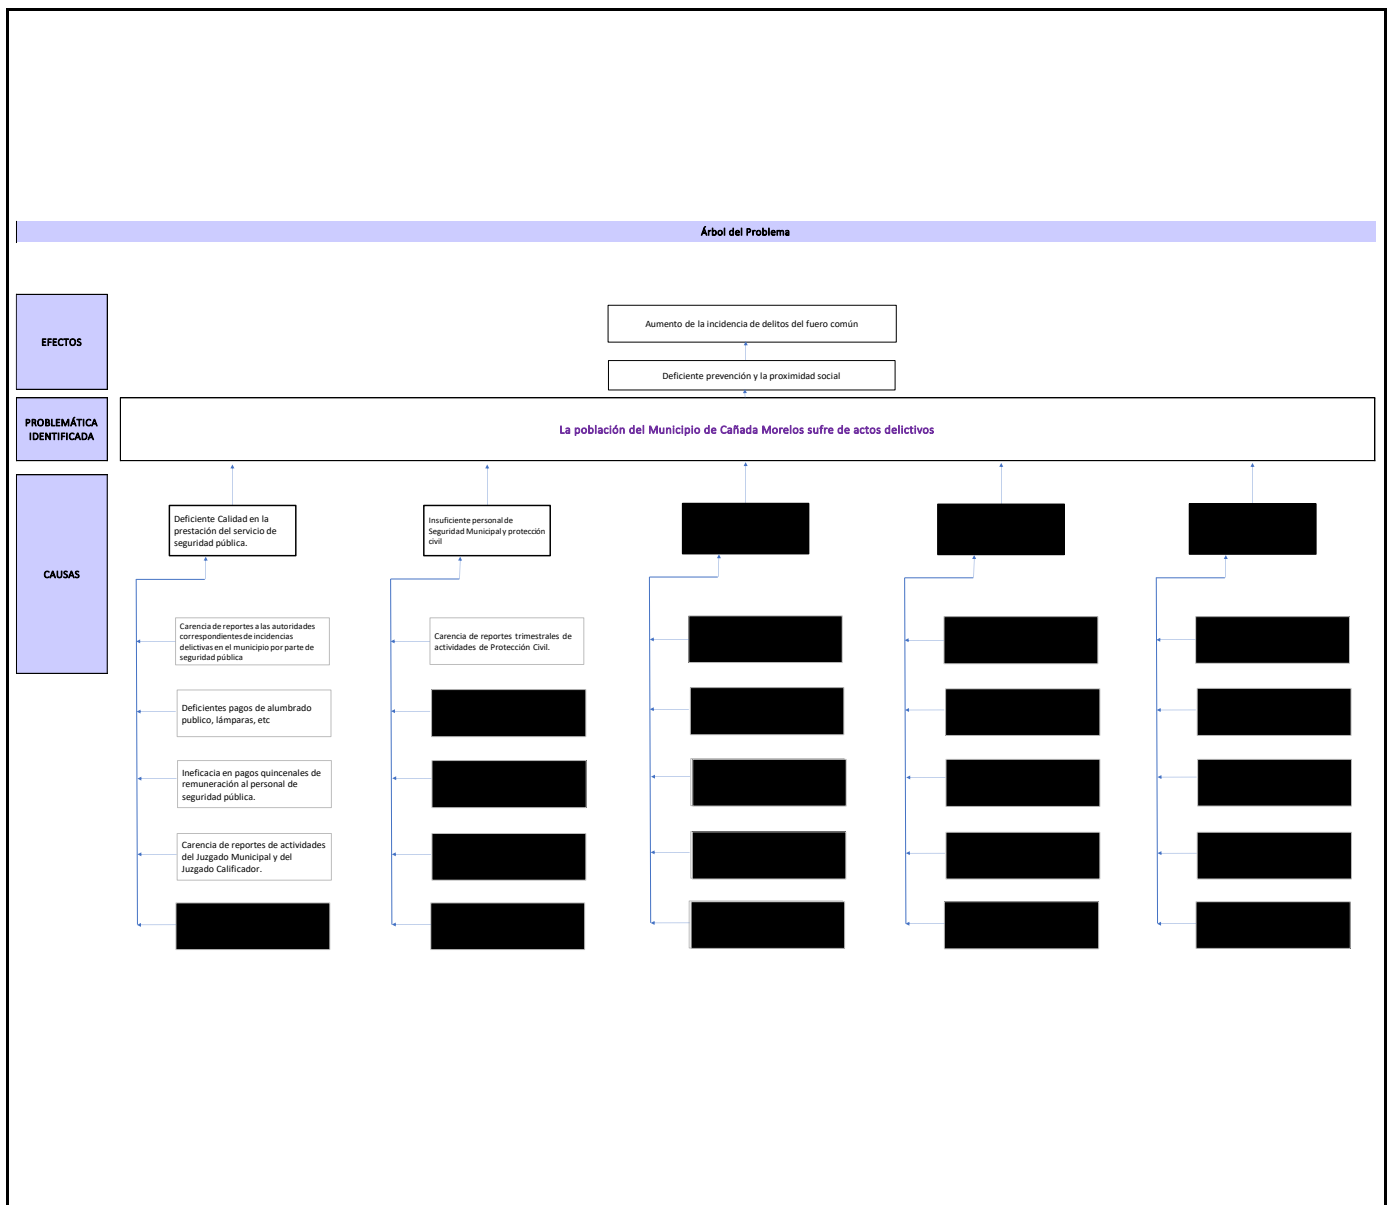 Árbol del Problema
EFECTOS
Aumento de la incidencia de delitos del fuero común
Deficiente prevención y la proximidad social
PROBLEMÁTICA
IDENTIFICADA
La población del Municipio de Cañada Morelos sufre de actos delictivos
CAUSAS
Deficiente Calidad en la
prestación del servicio de
seguridad pública.
Insuficiente personal de
Seguridad Municipal y protección
civil
Carencia de reportes a las autoridades
correspondientes de incidencias
delictivas en el municipio por parte de
seguridad pública
Carencia de reportes trimestrales de
actividades de Protección Civil.
Deficientes pagos de alumbrado
publico, lámparas, etc
Ineficacia en pagos quincenales de
remuneración al personal de
seguridad pública.
Carencia de reportes de actividades
del Juzgado Municipal y del
Juzgado Calificador.